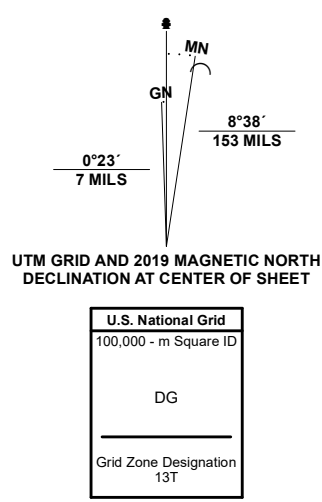 MN
GN
8°38´
153 MILS
0°23´
7 MILS
UTM GRID AND 2019 MAGNETIC NORTH
DECLINATION AT CENTER OF SHEET
U.S. National Grid
100,000 - m Square ID
DG
Grid Zone Designation
13T